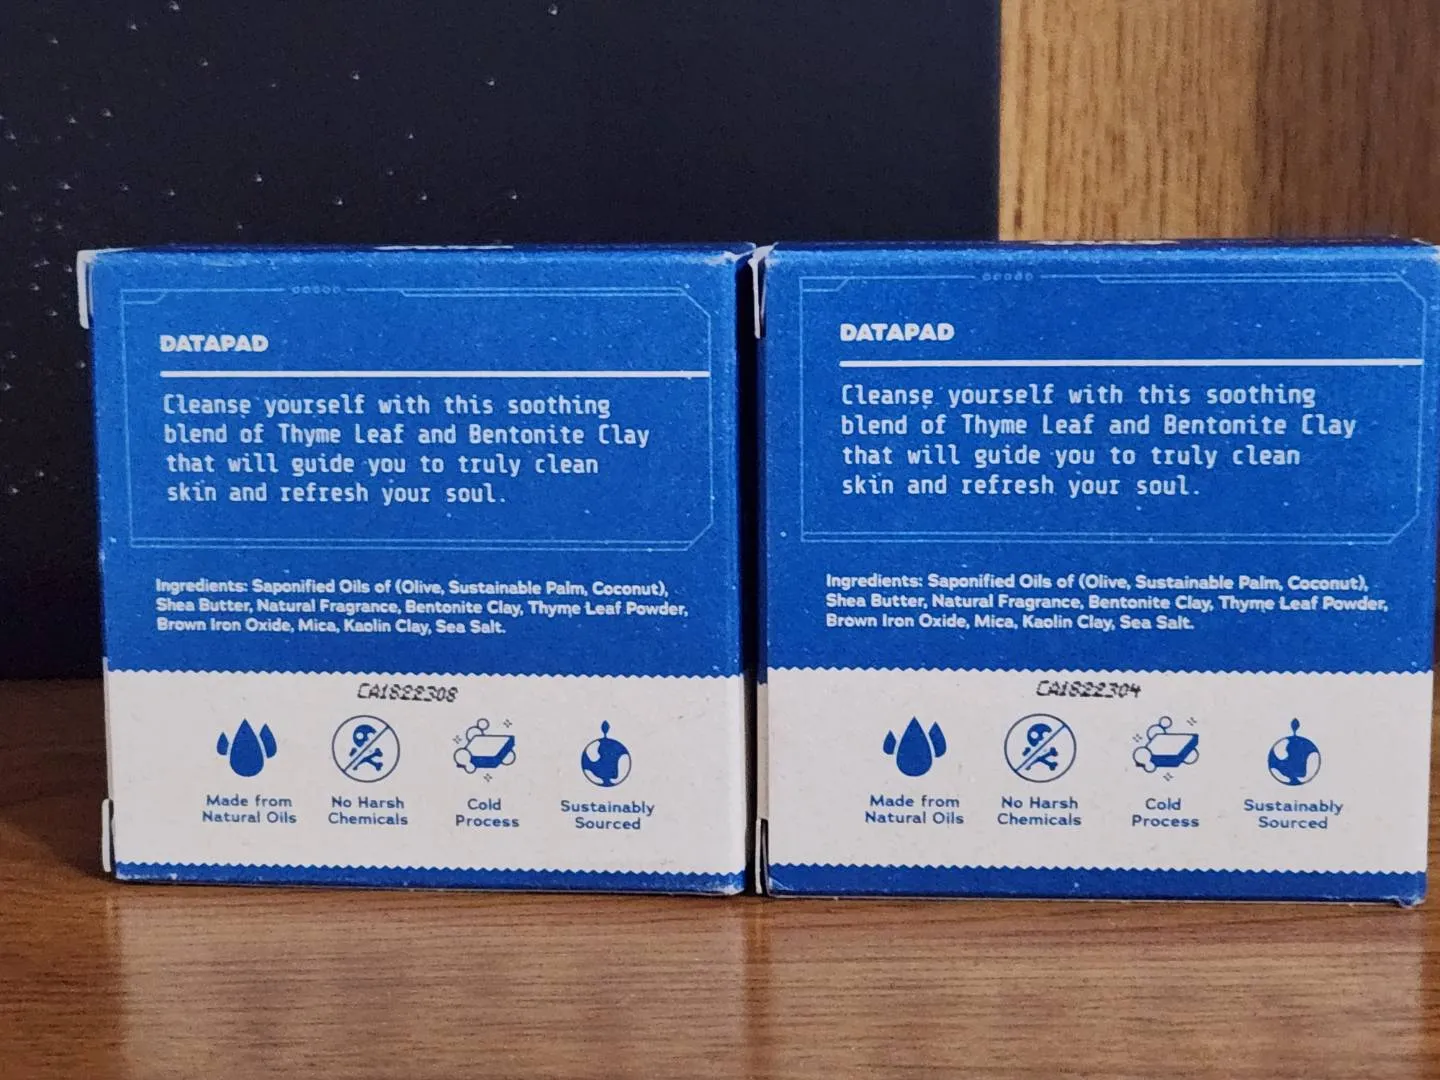 DATAPAD
Cleanse yourself with this soothing
blend of Thyme Leaf and Bentonite Clay
that will guide you to truly clean
skin and refresh your soul.
Ingredients: Saponified Oils of (Olive, Sustainable Palm, Coconut),
Shea Butter, Natural Fragrance, Bentonite Clay, Thyme Leaf Powder,
Brown Iron Oxide, Mica, Kaolin Clay, Sea Salt.
CA1822308
Made from
Natural Oils
No Harsh
Chemicals
Cold
Process
Sustainably
Sourced
DATAPAD
Cleanse yourself with this soothing
blend of Thyme Leaf and Bentonite Clay
that will guide you to truly clean
skin and refresh your soul.
Ingredients: Saponified Oils of (Olive, Sustainable Palm, Coconut),
Shea Butter, Natural Fragrance, Bentonite Clay, Thyme Leaf Powder,
Brown Iron Oxide, Mica, Kaolin Clay, Sea Salt.
CA1822304
Made from
Natural Oils
No Harsh
Chemicals
Cold
Process
Sustainably
Sourced